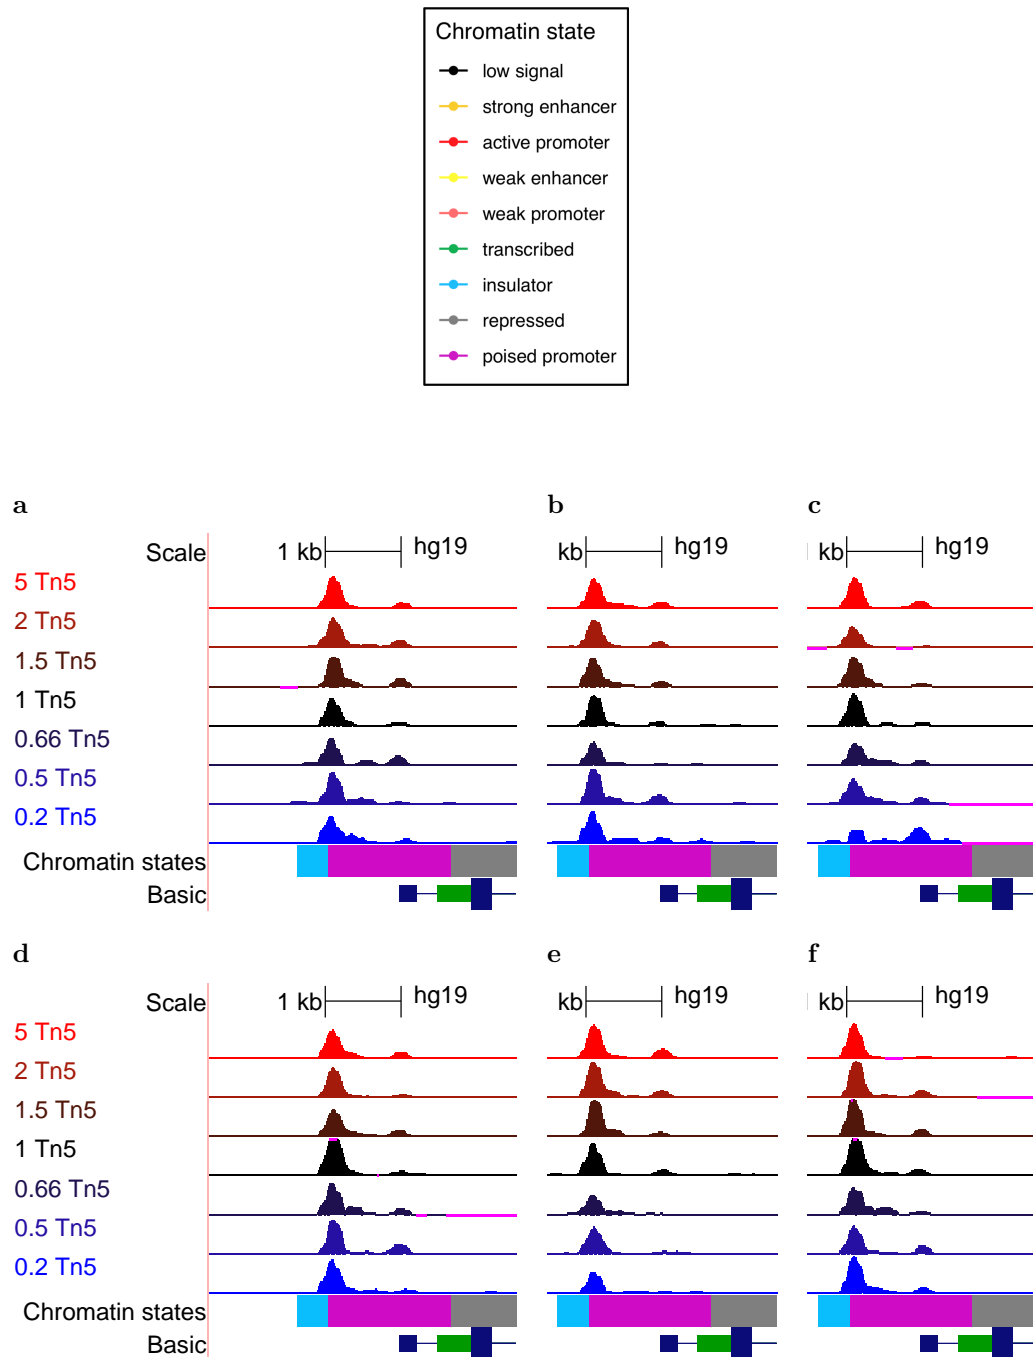 Chromatin state
low signal
strong enhancer
active promoter
weak enhancer
weak promoter
transcribed
insulator
repressed
poised promoter
a b c
Scale 1 kb hg19 kb hg19 1 kb hg19
5 Tn5
2 Tn5
1.5 Tn5
1 Tn5
0.66 Tn5
0.5 Tn5
0.2 Tn5
Chromatin states
Basic
d e f
Scale 1 kb hg19 kb hg19 1 kb hg19
5 Tn5
2 Tn5
1.5 Tn5
1 Tn5
0.66 Tn5
0.5 Tn5
0.2 Tn5
Chromatin states
Basic